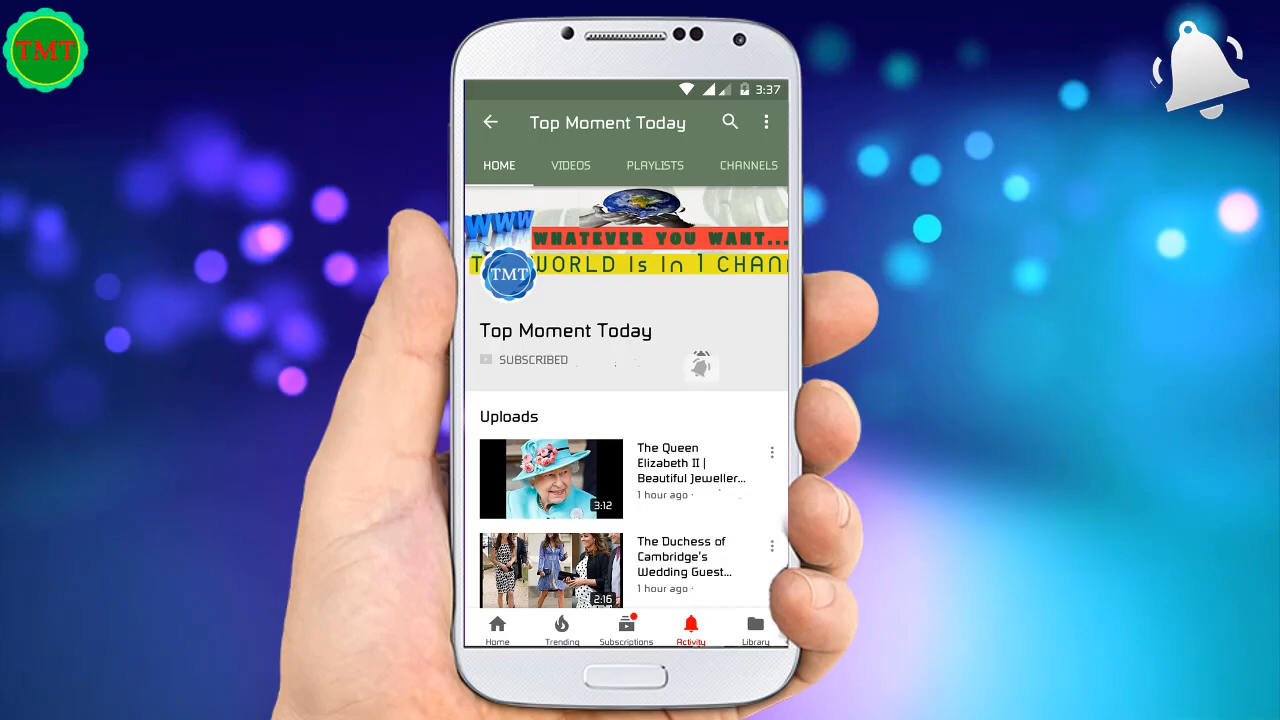 TMT
3:37
Top Moment Today
HOME VIDEOS PLAYLISTS CHANNELS
WWW
WHATEVER YOU WANT...
WORLD Is In 1 CHAN
TMT
Top Moment Today
SUBSCRIBED
Uploads
The Queen
Elizabeth II |
Beautiful Jeweller...
1 hour ago ·
3:12
The Duchess of
Cambridge's
Wedding Guest...
1 hour ago ·
2:16
Home Trending Subscriptions Activity Library